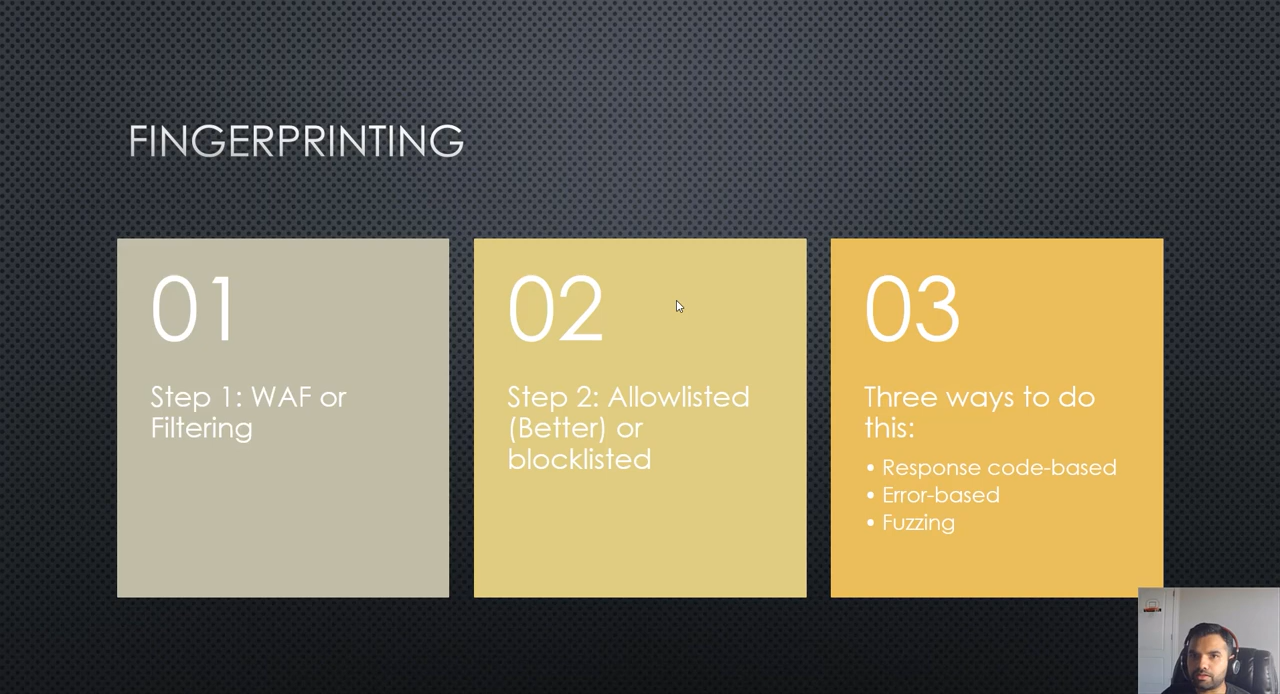 FINGERPRINTING
01
Step 1: WAF or
Filtering
02
Step 2: Allowlisted
(Better) or
blocklisted
03
Three ways to do
this:
• Response code-based
• Error-based
• Fuzzing